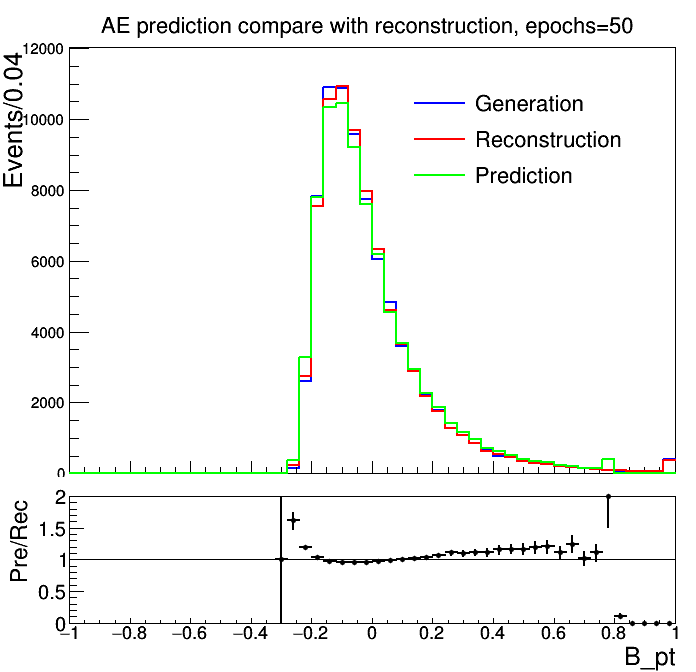 AE prediction compare with reconstruction, epochs=50
Events/0.04
12000
10000
8000
6000
4000
2000
0
Generation
Reconstruction
Prediction
Pre/Rec
2
1.5
1
0.5
0
−1 −0.8 −0.6 −0.4 −0.2 0 0.2 0.4 0.6 0.8 1
B_pt